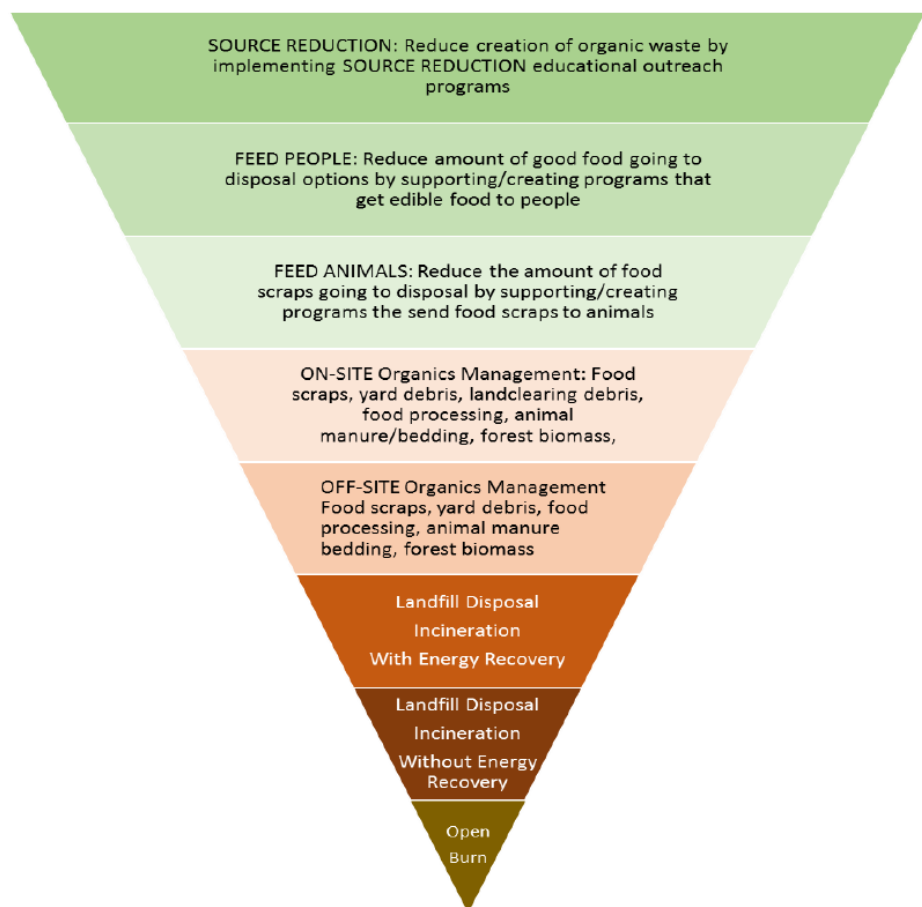 SOURCE REDUCTION: Reduce creation of organic waste by
implementing SOURCE REDUCTION educational outreach
programs
FEED PEOPLE: Reduce amount of good food going to
disposal options by supporting/creating programs that
get edible food to people
FEED ANIMALS: Reduce the amount of food
scraps going to disposal by supporting/creating
programs the send food scraps to animals
ON-SITE Organics Management: Food
scraps, yard debris, landclearing debris,
food processing, animal
manure/bedding, forest biomass,
OFF-SITE Organics Management
Food scraps, yard debris, food
processing, animal manure
bedding, forest biomass
Landfill Disposal
Incineration
With Energy Recovery
Landfill Disposal
Incineration
Without Energy
Recovery
Open
Burn